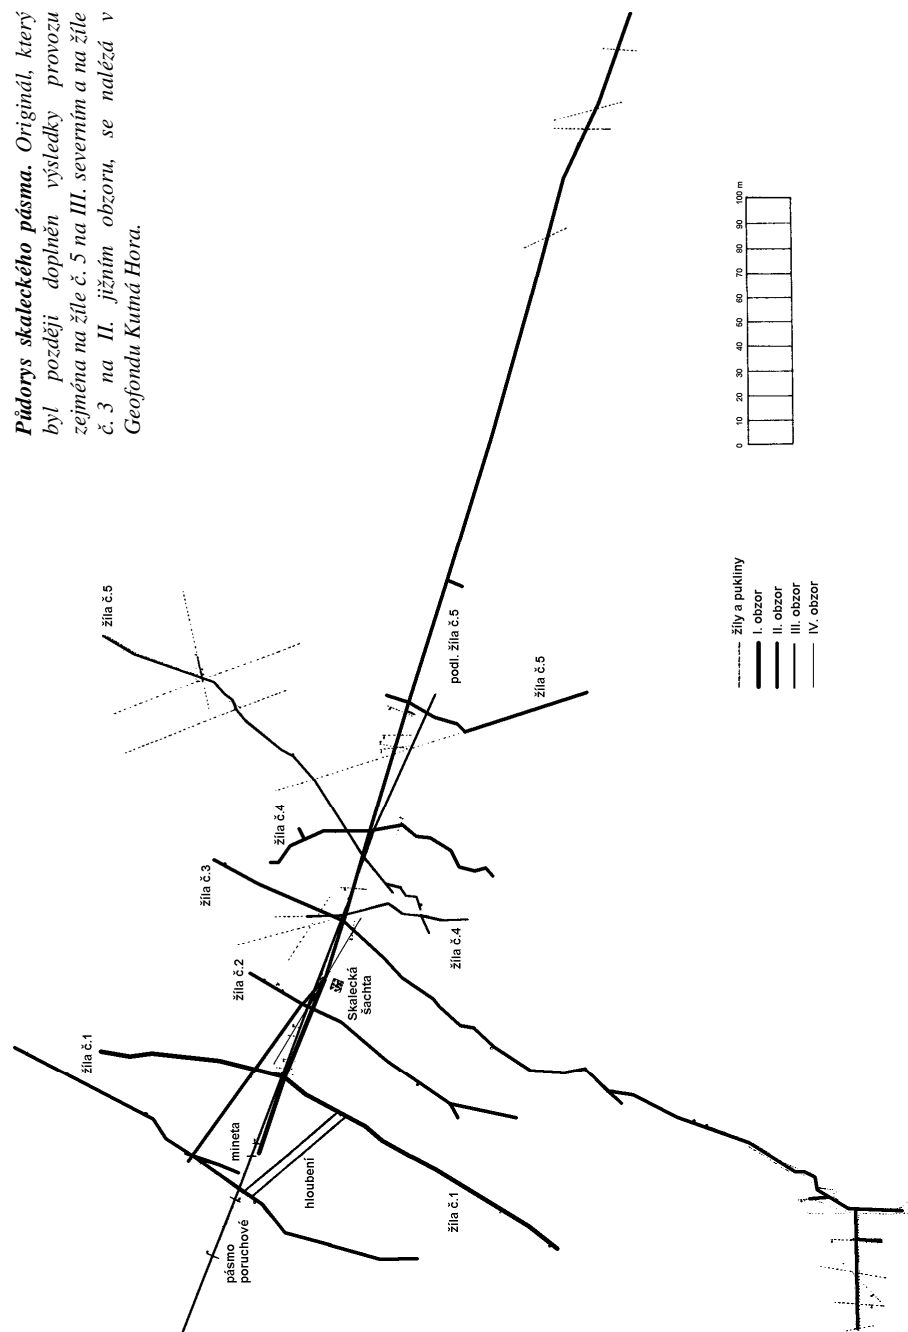 Půdorys skaleckého pásma. Originál, který
byl později doplněn výsledky provozu
zejména na žíle č. 5 na III. severním a na žíle
č. 3 na II. jižním obzoru, se nalézá v
Geofondu Kutná Hora.
žíla č.5
žíla č.4
žíla č.3
žíla č.2
žíla č.1
Skalecká
šachta
žíla č.4
podl. žíla č.5
žíla č.5
mineta
hloubení
žíla č.1
pásmo
poruchové
0 10 20 30 40 50 60 70 80 90 100 m
žíly a pukliny
I. obzor
II. obzor
III. obzor
IV. obzor